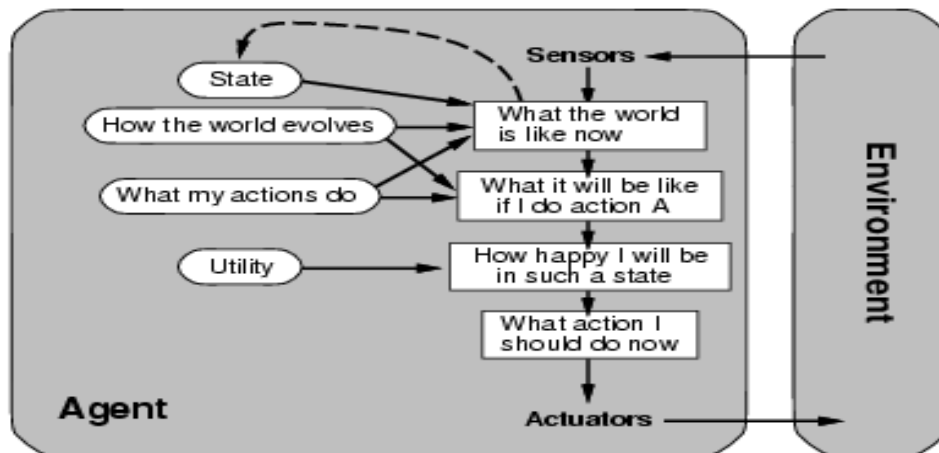 Sensors
State
What the world
is like now
How the world evolves
What my actions do
What it will be like
if I do action A
Utility
How happy I will be
in such a state
What action I
should do now
Agent
Actuators
Environment